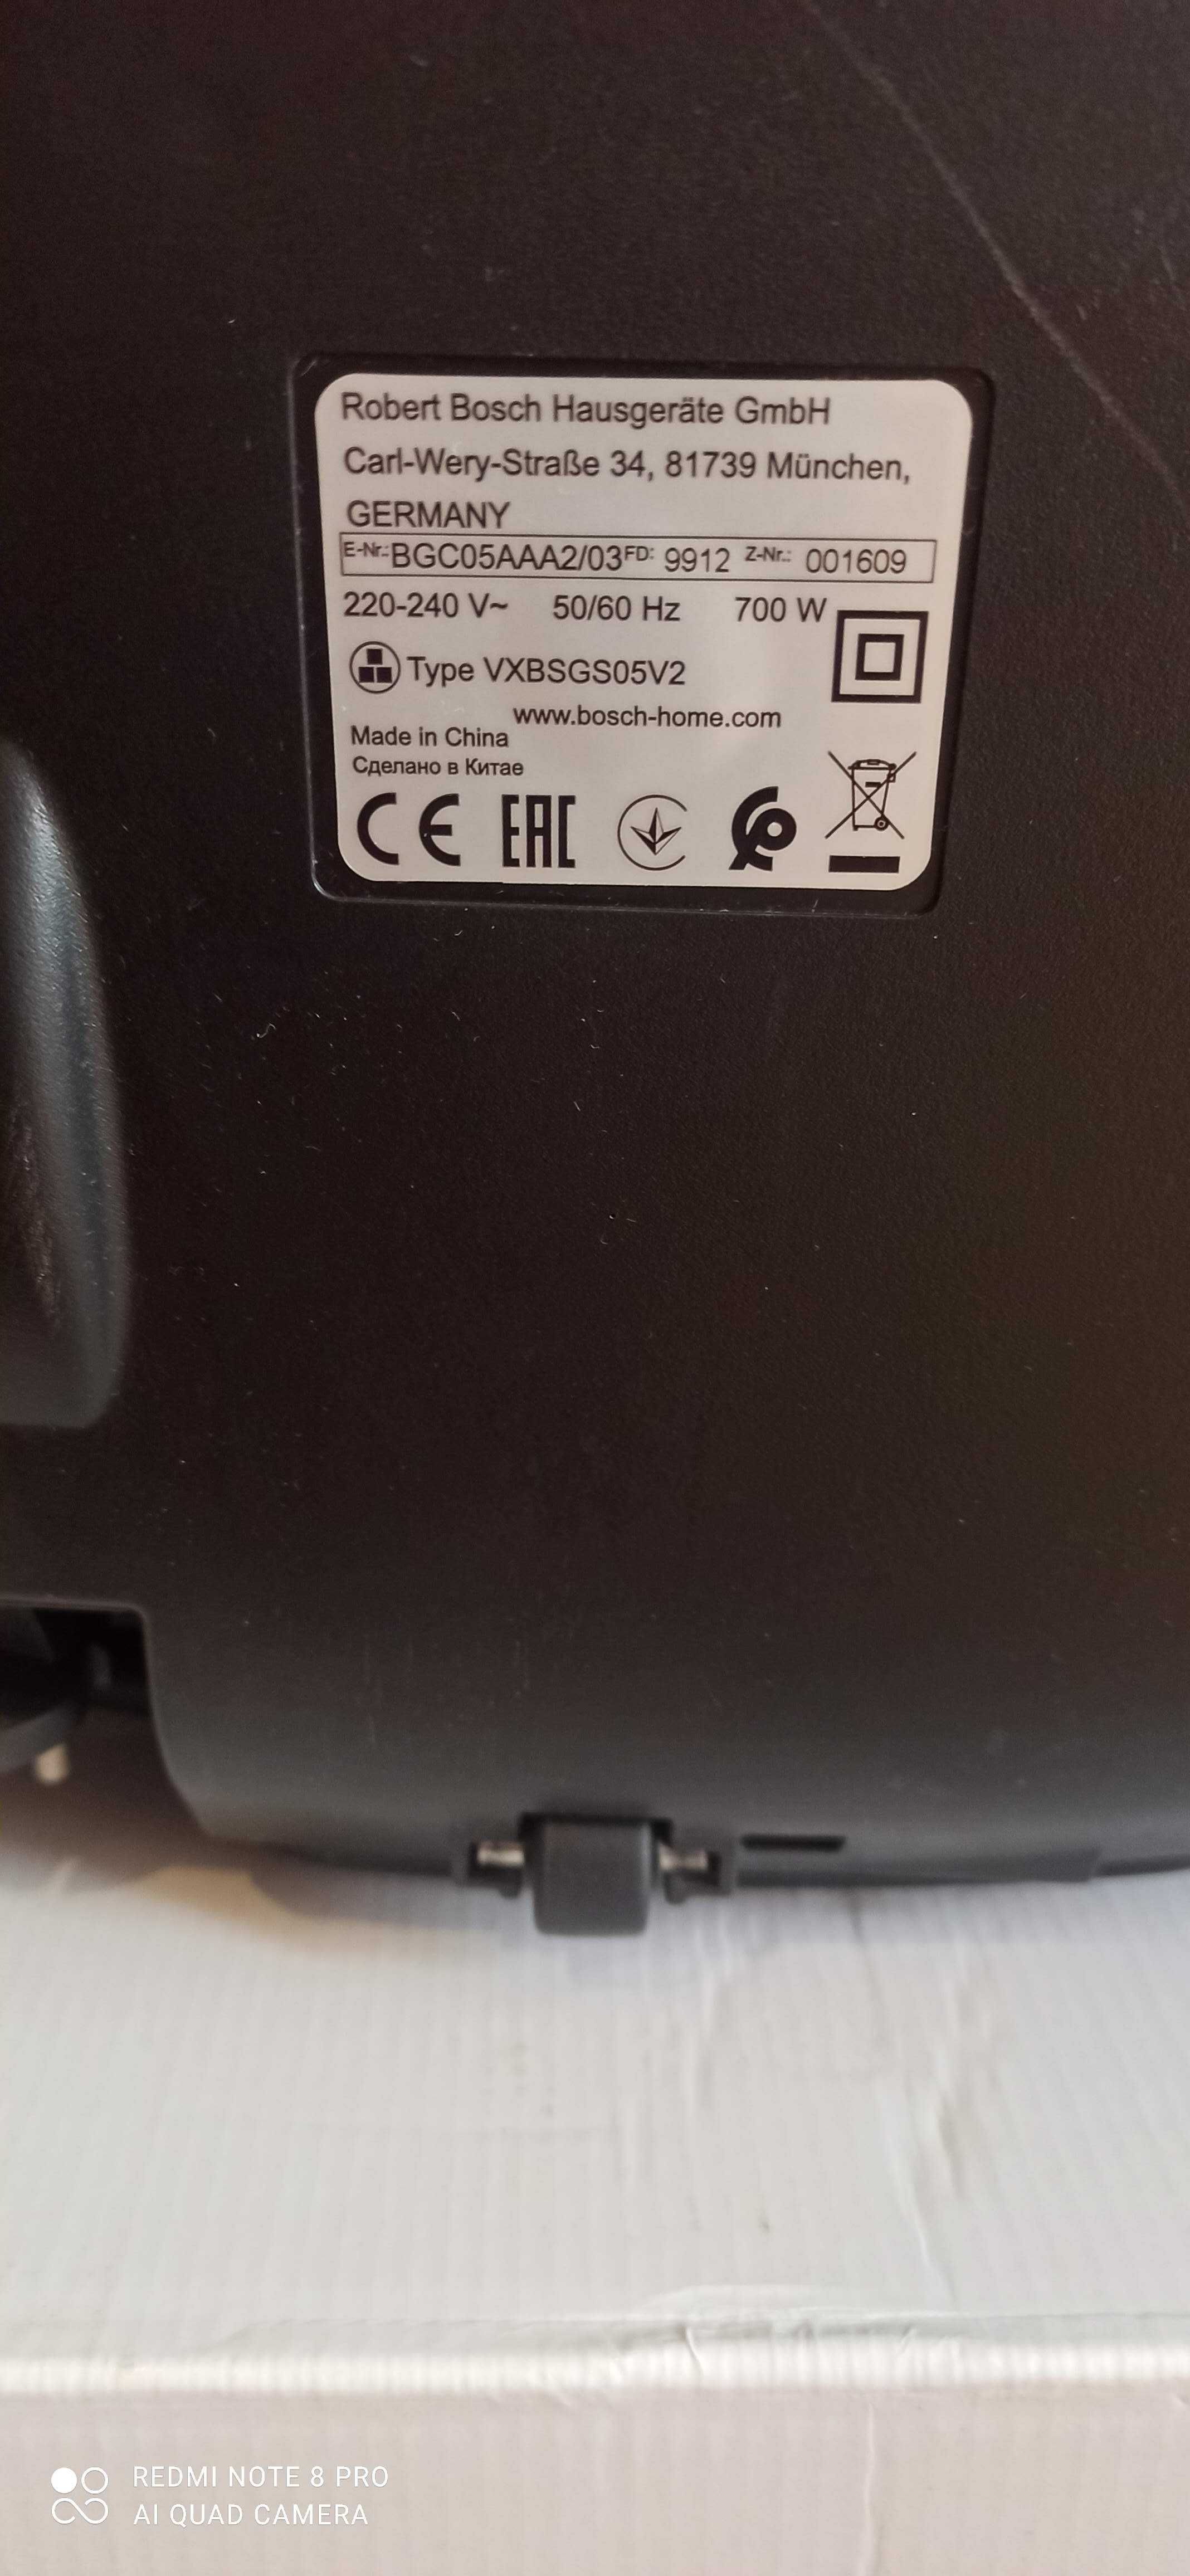 Robert Bosch Hausgeräte GmbH
Carl-Wery-Straße 34, 81739 München,
GERMANY
E-Nr.: BGC05AAA2/03 FD: 9912 Z-Nr.: 001609
220-240 V~ 50/60 Hz 700 W
Type VXBSGS05V2
www.bosch-home.com
Made in China
Сделано в Китае
CE EAC
REDMI NOTE 8 PRO
AI QUAD CAMERA